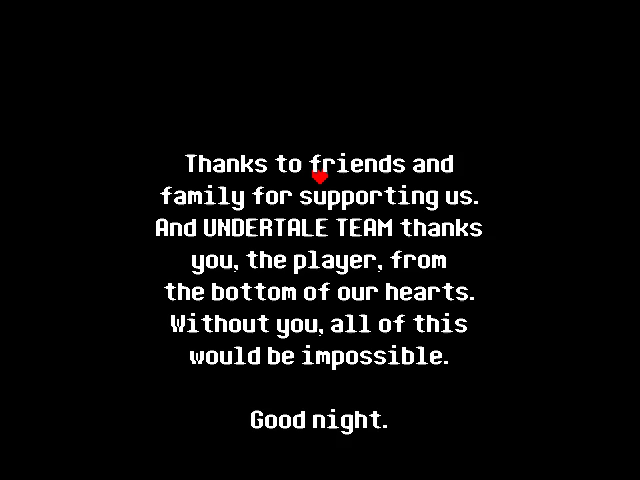 Thanks to friends and
family for supporting us.
And UNDERTALE TEAM thanks
you, the player, from
the bottom of our hearts.
Without you, all of this
would be impossible.
Good night.